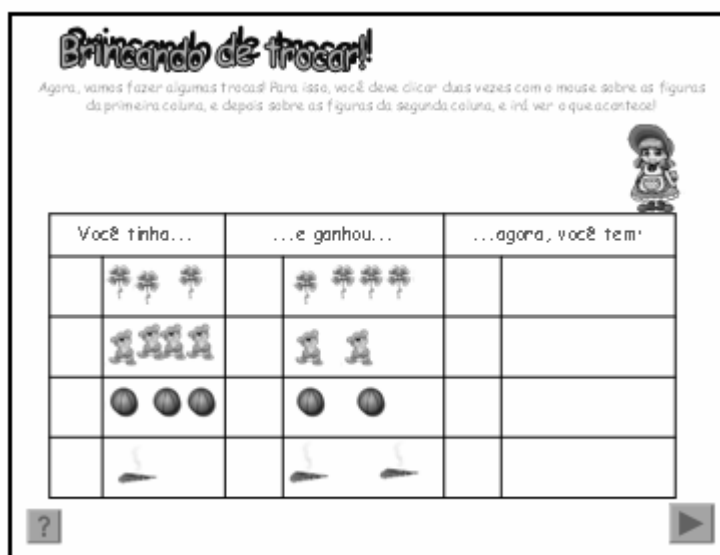 Brincando de trocar!!
Agora, vamos fazer algumas trocas! Para isso, você deve clicar duas vezes com o mouse sobre as figuras
da primeira coluna, e depois sobre as figuras da segunda coluna, e irá ver o que acontece!
Você tinha... ...e ganhou... ...agora, você tem:
?